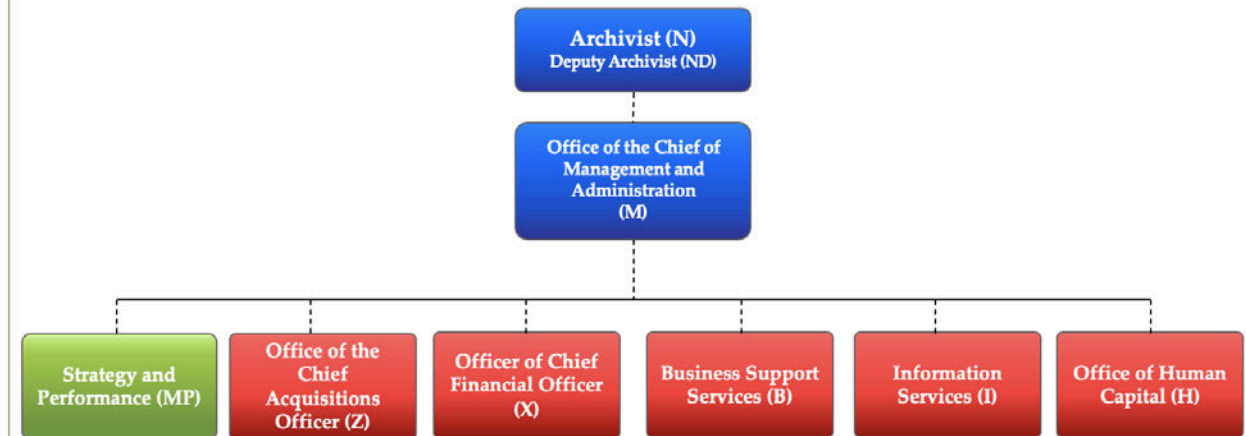 Archivist (N)
Deputy Archivist (ND)
Office of the Chief of
Management and
Administration
(M)
Strategy and
Performance (MP)
Office of the
Chief
Acquisitions
Officer (Z)
Officer of Chief
Financial Officer
(X)
Business Support
Services (B)
Information
Services (I)
Office of Human
Capital (H)